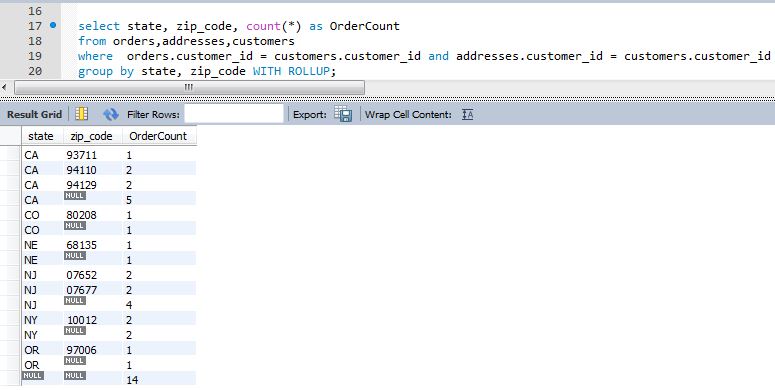 16
17 select state, zip_code, count(*) as OrderCount
18 from orders,addresses,customers
19 where orders.customer_id = customers.customer_id and addresses.customer_id = customers.customer_id
20 group by state, zip_code WITH ROLLUP;
Result Grid Filter Rows: Export: Wrap Cell Content: IA
state zip_code OrderCount
CA 93711 1
CA 94110 2
CA 94129 2
CA NULL 5
CO 80208 1
CO NULL 1
NE 68135 1
NE NULL 1
NJ 07652 2
NJ 07677 2
NJ NULL 4
NY 10012 2
NY NULL 2
OR 97006 1
OR NULL 1
NULL NULL 14